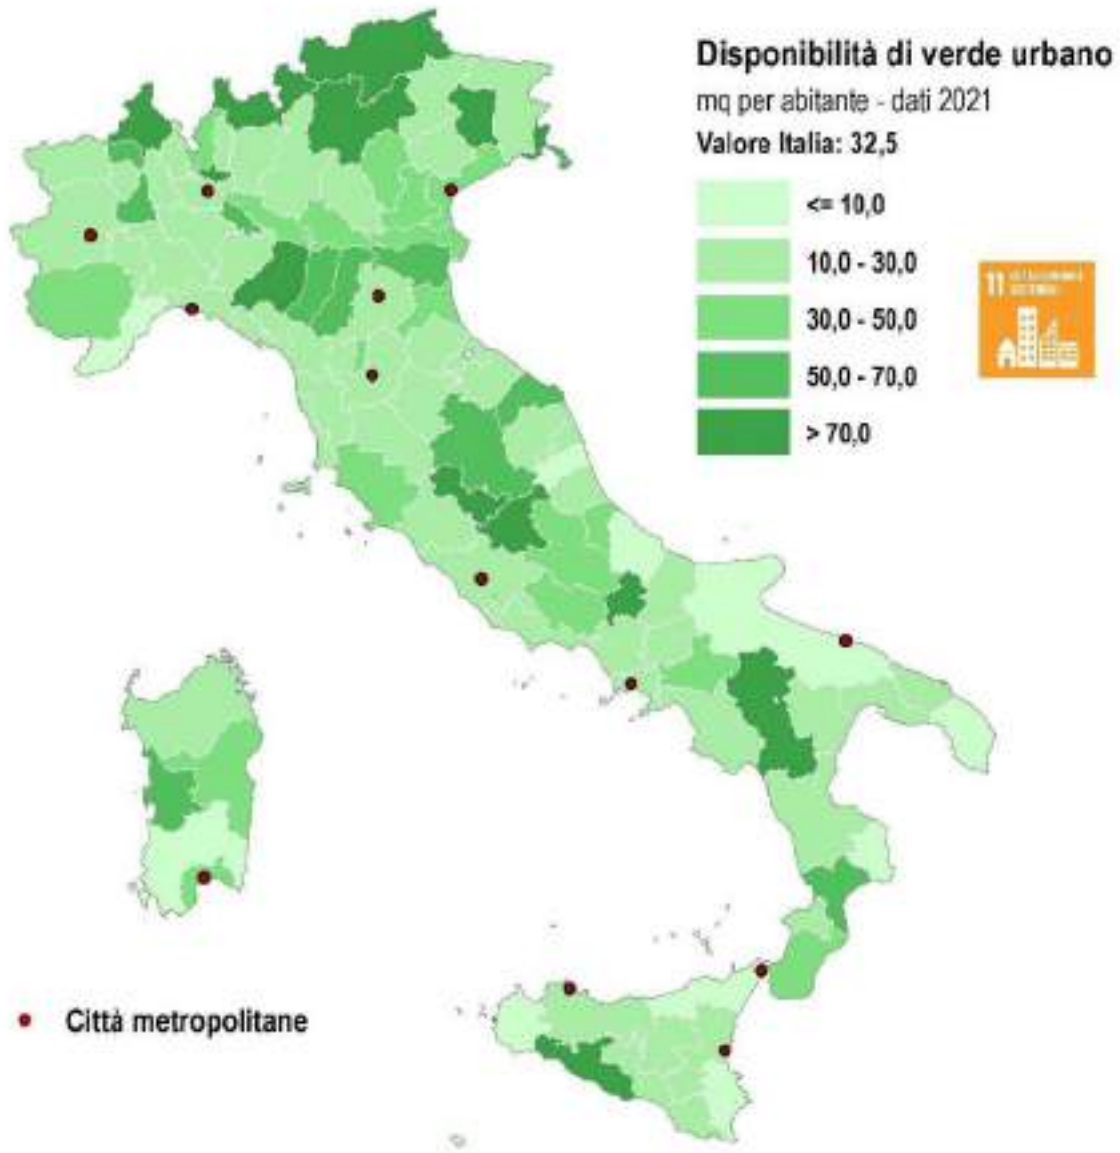 Disponibilità di verde urbano
mq per abitante - dati 2021
Valore Italia: 32,5
<= 10,0
10,0 - 30,0
30,0 - 50,0
50,0 - 70,0
> 70,0
11
Città metropolitane